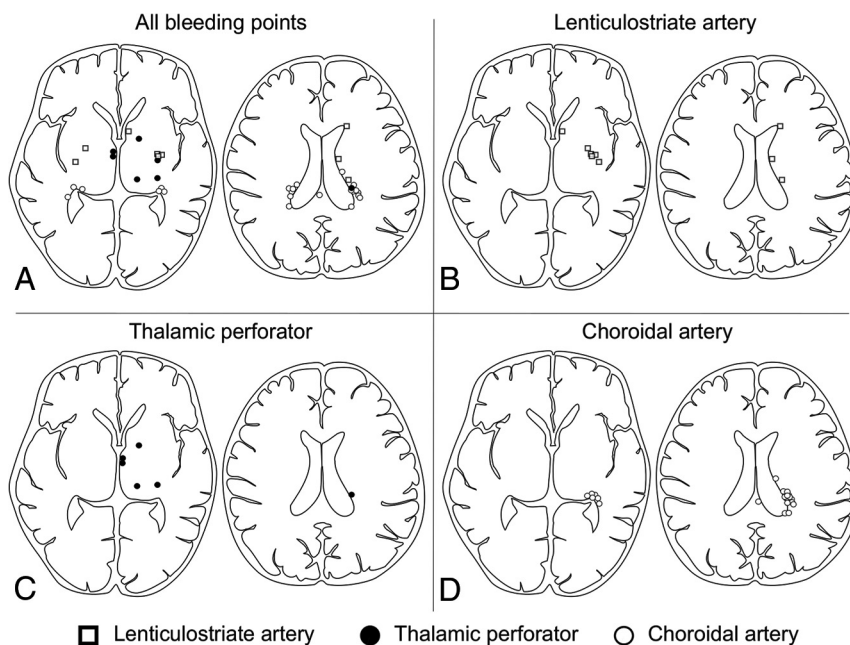 All bleeding points
Lenticulostriate artery
A
B
Thalamic perforator
Choroidal artery
C
D
Lenticulostriate artery
Thalamic perforator
Choroidal artery